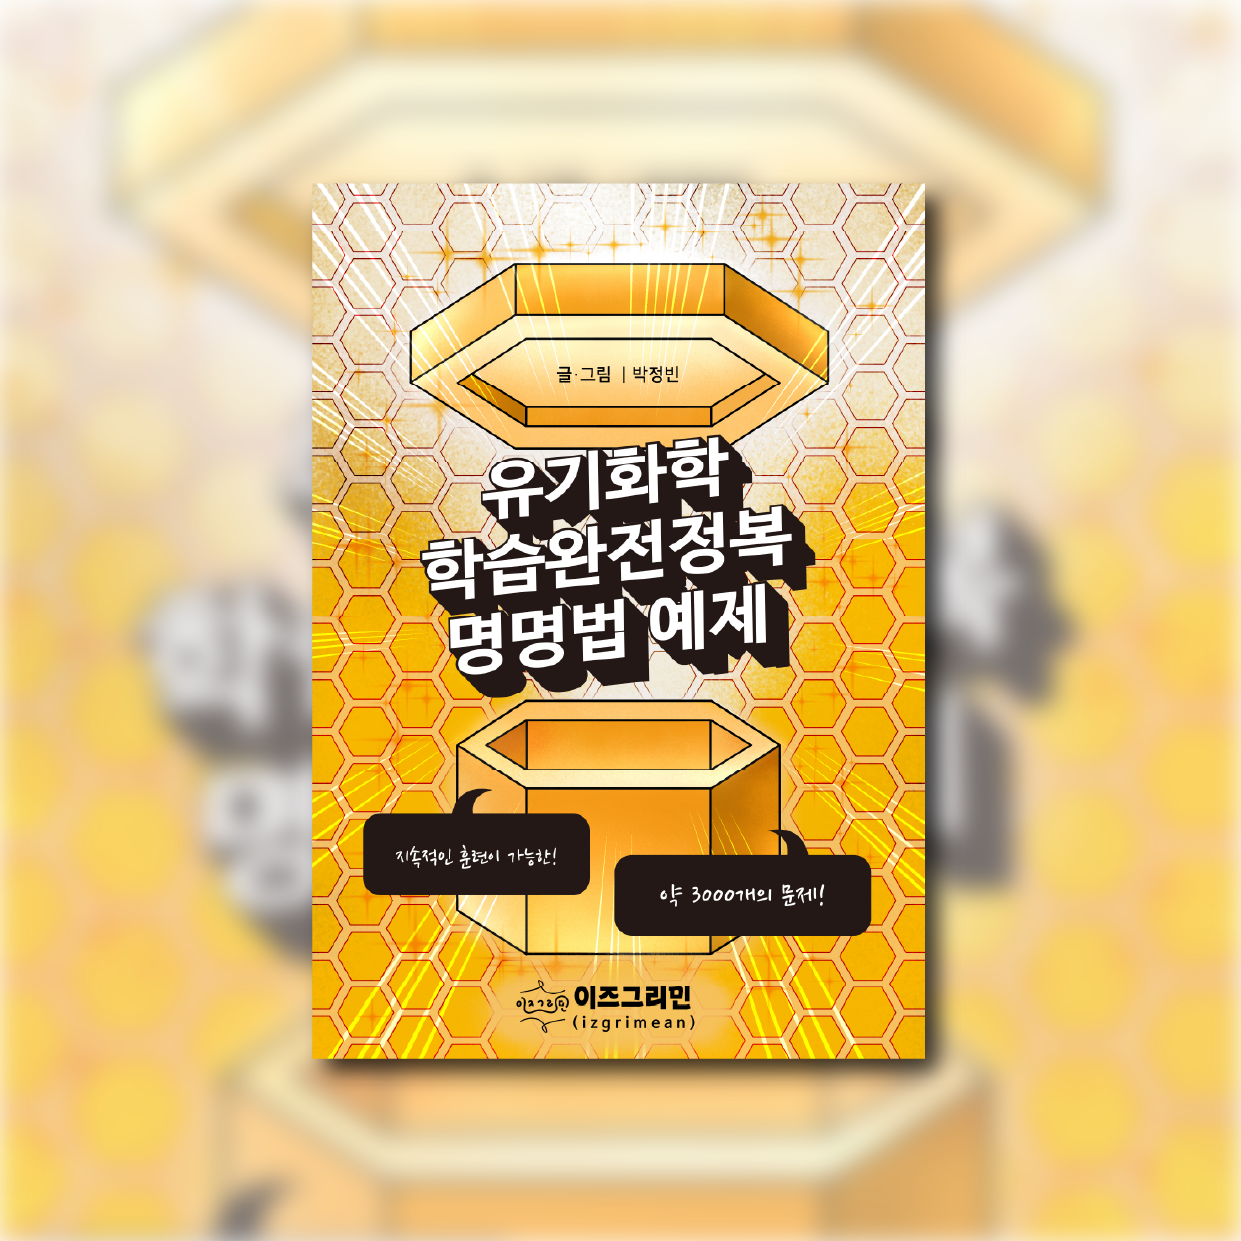 글·그림 | 박정빈
유기화학
학습완전정복
명명법 예제
지속적인 훈련이 가능한!
약 3000개의 문제!
이즈그리민
이즈그리민
(izgrimean)